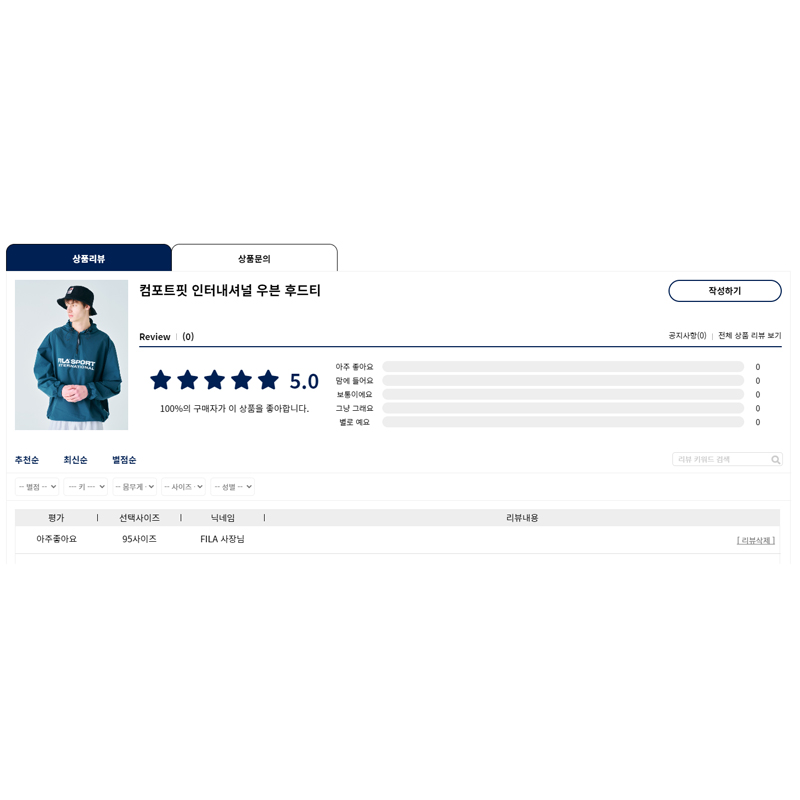 상품리뷰 상품문의
컴포트핏 인터내셔널 우븐 후드티
작성하기
Review | (0)
공지사항(0) | 전체 상품 리뷰 보기
FILA SPORT
INTERNATIONAL
5.0
100%의 구매자가 이 상품을 좋아합니다.
아주 좋아요 0
맘에 들어요 0
보통이에요 0
그냥 그래요 0
별로 예요 0
추천순 최신순 별점순
리뷰 키워드 검색
-- 별점 -- --- 키 --- -- 몸무게 - -- 사이즈 - -- 성별 --
평가 | 선택사이즈 | 닉네임 | 리뷰내용
아주좋아요 95사이즈 FILA 사장님 [ 리뷰삭제 ]